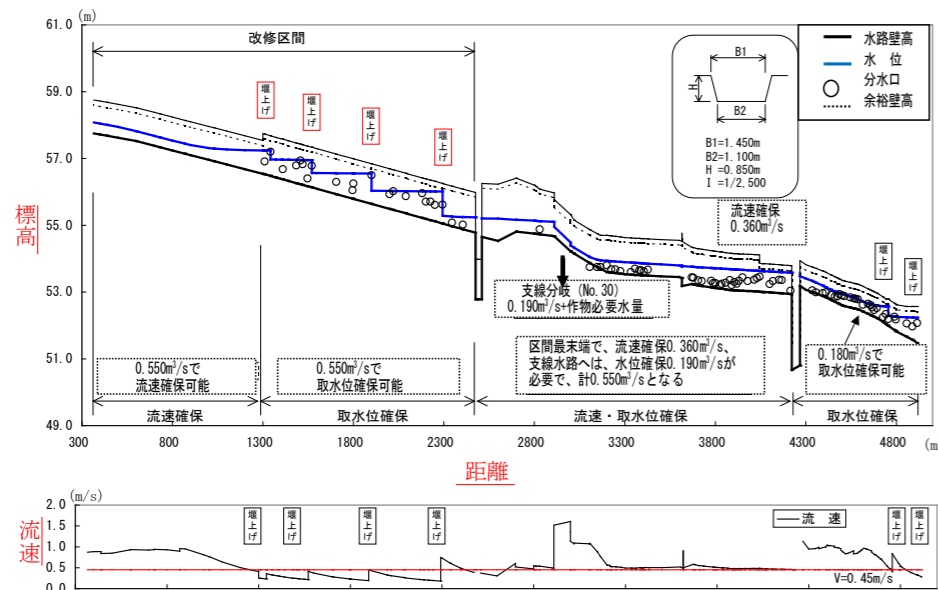 (m)
61.0
59.0
57.0
55.0
53.0
51.0
49.0
標高
改修区間
堰上げ
堰上げ
堰上げ
堰上げ
B1
H
B2
B1=1.450m
B2=1.100m
H =0.850m
I =1/2,500
水路壁高
水 位
分水口
余裕壁高
流速確保
0.360m³/s
堰上げ
堰上げ
支線分岐 (No.30)
0.190m³/s+作物必要水量
0.550m³/sで
流速確保可能
0.550m³/sで
取水位確保可能
区間最末端で、流速確保0.360m³/s、
支線水路へは、水位確保0.190m³/sが
必要で、計0.550m³/sとなる
0.180m³/sで
取水位確保可能
流速確保
取水位確保
流速・取水位確保
取水位確保
300 800 1300 1800 2300 2800 3300 3800 4300 4800 (m
距離
(m/s)
2.0
1.5
1.0
0.5
0.0
流速
堰上げ
堰上げ
堰上げ
堰上げ
流 速
堰上げ
堰上げ
V=0.45m/s